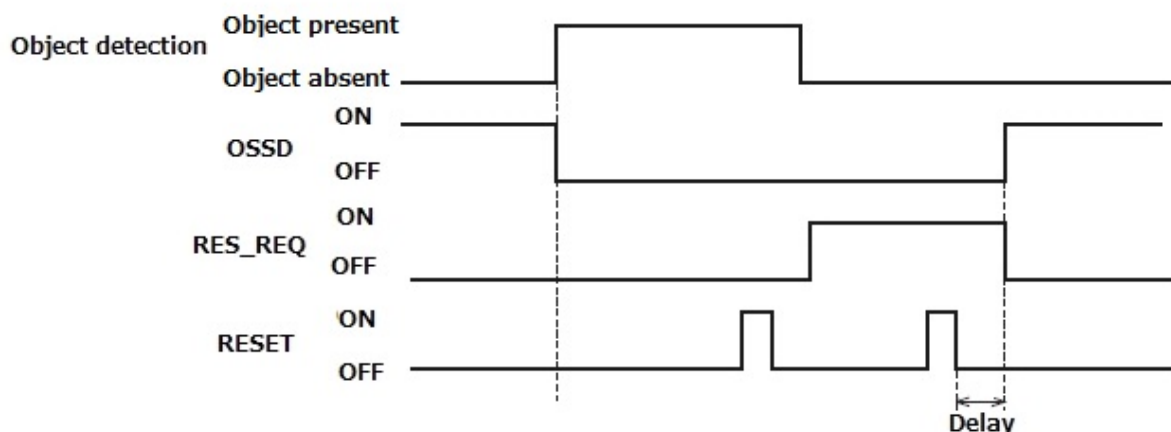 Object present
Object detection
Object absent
ON
OSSD
OFF
ON
RES_REQ
OFF
ON
RESET
OFF
Delay